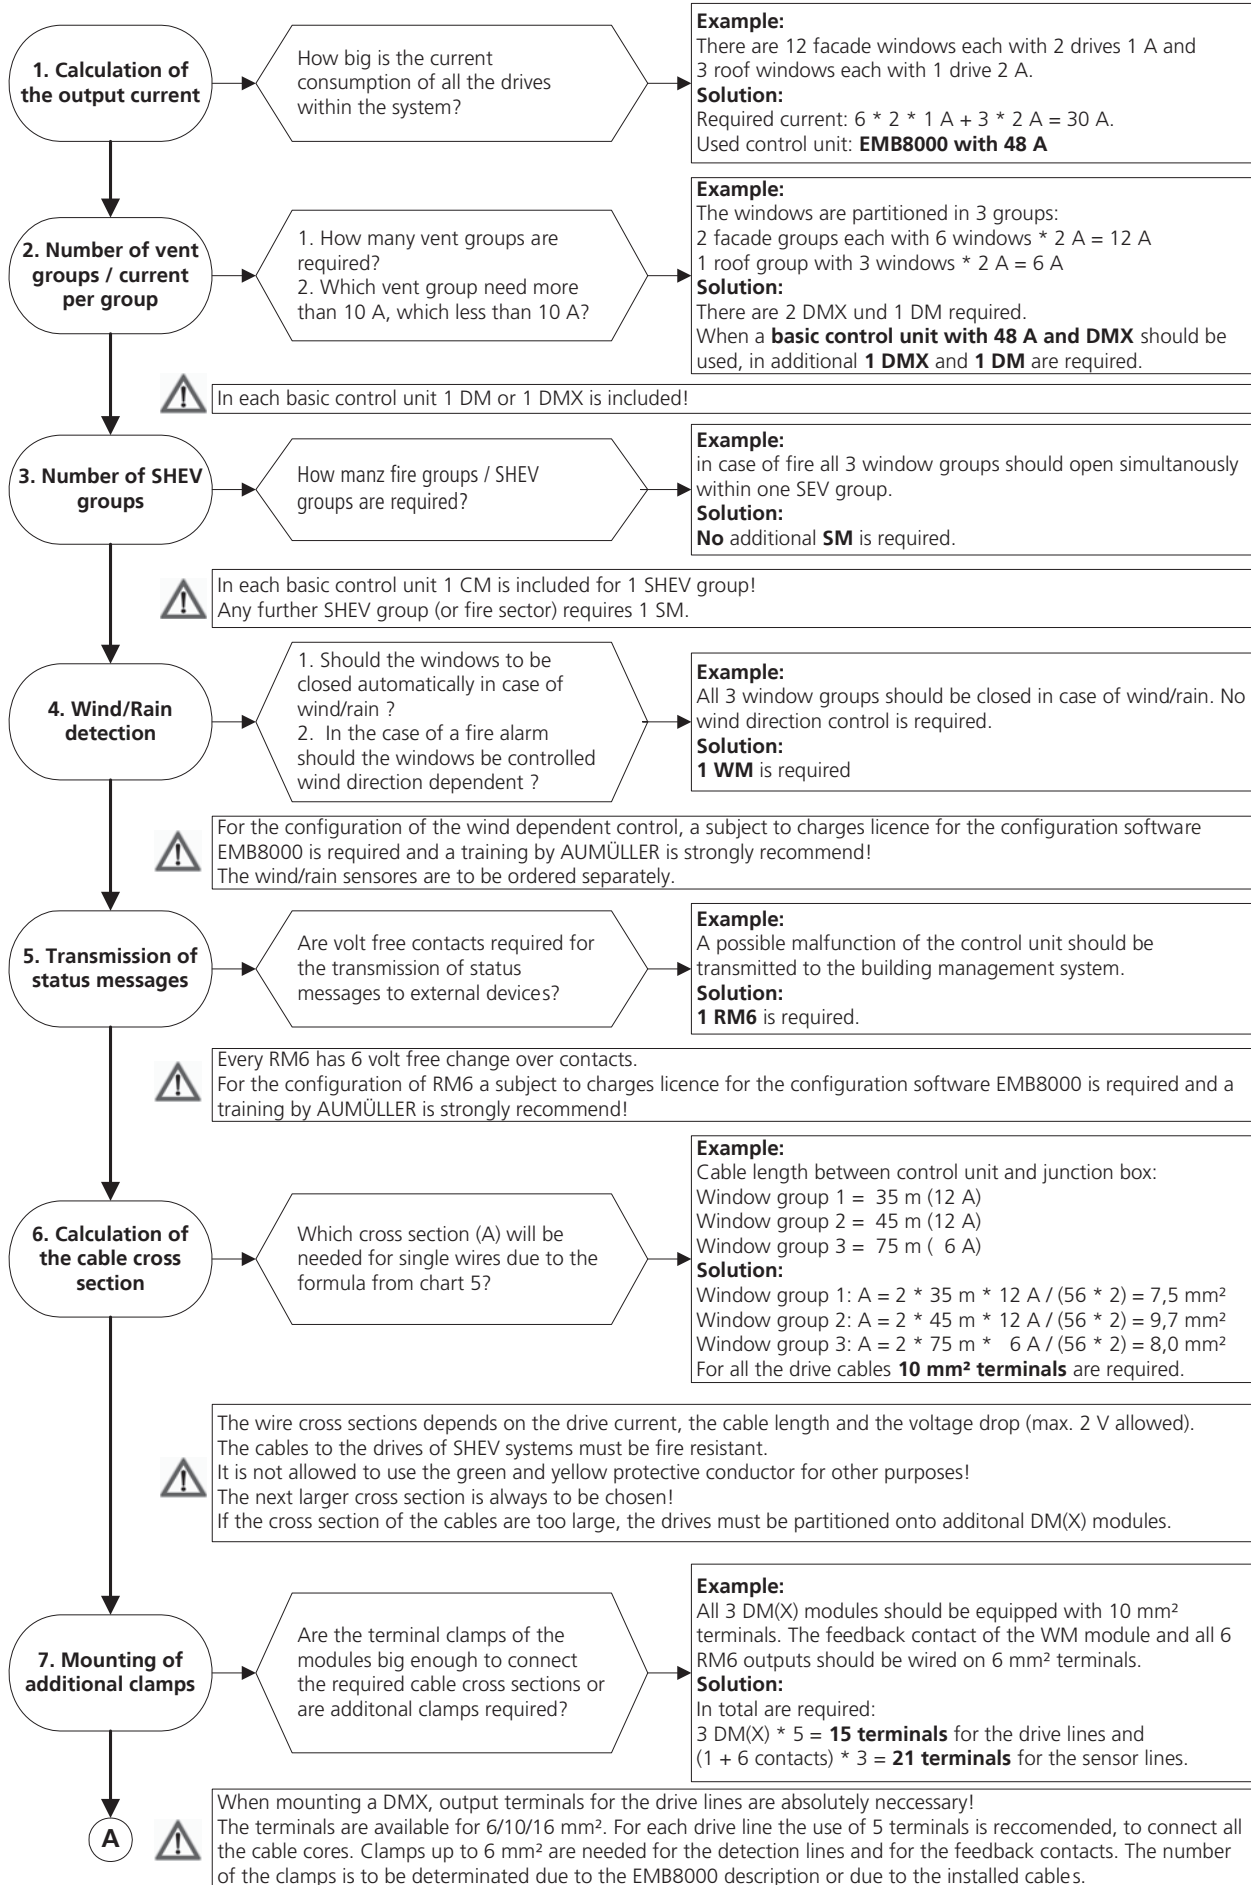 1. Calculation of
the output current
How big is the current
consumption of all the drives
within the system?
Example:
There are 12 facade windows each with 2 drives 1 A and
3 roof windows each with 1 drive 2 A.
Solution:
Required current: 6 * 2 * 1 A + 3 * 2 A = 30 A.
Used control unit: EMB8000 with 48 A
2. Number of vent
groups / current
per group
1. How many vent groups are
required?
2. Which vent group need more
than 10 A, which less than 10 A?
Example:
The windows are partitioned in 3 groups:
2 facade groups each with 6 windows * 2 A = 12 A
1 roof group with 3 windows * 2 A = 6 A
Solution:
There are 2 DMX und 1 DM required.
When a basic control unit with 48 A and DMX should be
used, in additional 1 DMX and 1 DM are required.
In each basic control unit 1 DM or 1 DMX is included!
3. Number of SHEV
groups
How manz fire groups / SHEV
groups are required?
Example:
in case of fire all 3 window groups should open simultanously
within one SEV group.
Solution:
No additional SM is required.
In each basic control unit 1 CM is included for 1 SHEV group!
Any further SHEV group (or fire sector) requires 1 SM.
4. Wind/Rain
detection
1. Should the windows to be
closed automatically in case of
wind/rain ?
2. In the case of a fire alarm
should the windows be controlled
wind direction dependent ?
Example:
All 3 window groups should be closed in case of wind/rain. No
wind direction control is required.
Solution:
1 WM is required
For the configuration of the wind dependent control, a subject to charges licence for the configuration software
EMB8000 is required and a training by AUMÜLLER is strongly recommend!
The wind/rain sensores are to be ordered separately.
5. Transmission of
status messages
Are volt free contacts required for
the transmission of status
messages to external devices?
Example:
A possible malfunction of the control unit should be
transmitted to the building management system.
Solution:
1 RM6 is required.
Every RM6 has 6 volt free change over contacts.
For the configuration of RM6 a subject to charges licence for the configuration software EMB8000 is required and a
training by AUMÜLLER is strongly recommend!
6. Calculation of
the cable cross
section
Which cross section (A) will be
needed for single wires due to the
formula from chart 5?
Example:
Cable length between control unit and junction box:
Window group 1 = 35 m (12 A)
Window group 2 = 45 m (12 A)
Window group 3 = 75 m ( 6 A)
Solution:
Window group 1: A = 2 * 35 m * 12 A / (56 * 2) = 7,5 mm²
Window group 2: A = 2 * 45 m * 12 A / (56 * 2) = 9,7 mm²
Window group 3: A = 2 * 75 m * 6 A / (56 * 2) = 8,0 mm²
For all the drive cables 10 mm² terminals are required.
The wire cross sections depends on the drive current, the cable length and the voltage drop (max. 2 V allowed).
The cables to the drives of SHEV systems must be fire resistant.
It is not allowed to use the green and yellow protective conductor for other purposes!
The next larger cross section is always to be chosen!
If the cross section of the cables are too large, the drives must be partitioned onto additonal DM(X) modules.
7. Mounting of
additional clamps
Are the terminal clamps of the
modules big enough to connect
the required cable cross sections or
are additonal clamps required?
Example:
All 3 DM(X) modules should be equipped with 10 mm²
terminals. The feedback contact of the WM module and all 6
RM6 outputs should be wired on 6 mm² terminals.
Solution:
In total are required:
3 DM(X) * 5 = 15 terminals for the drive lines and
(1 + 6 contacts) * 3 = 21 terminals for the sensor lines.
A
When mounting a DMX, output terminals for the drive lines are absolutely neccessary!
The terminals are available for 6/10/16 mm². For each drive line the use of 5 terminals is reccomended, to connect all
the cable cores. Clamps up to 6 mm² are needed for the detection lines and for the feedback contacts. The number
of the clamps is to be determinated due to the EMB8000 description or due to the installed cables.